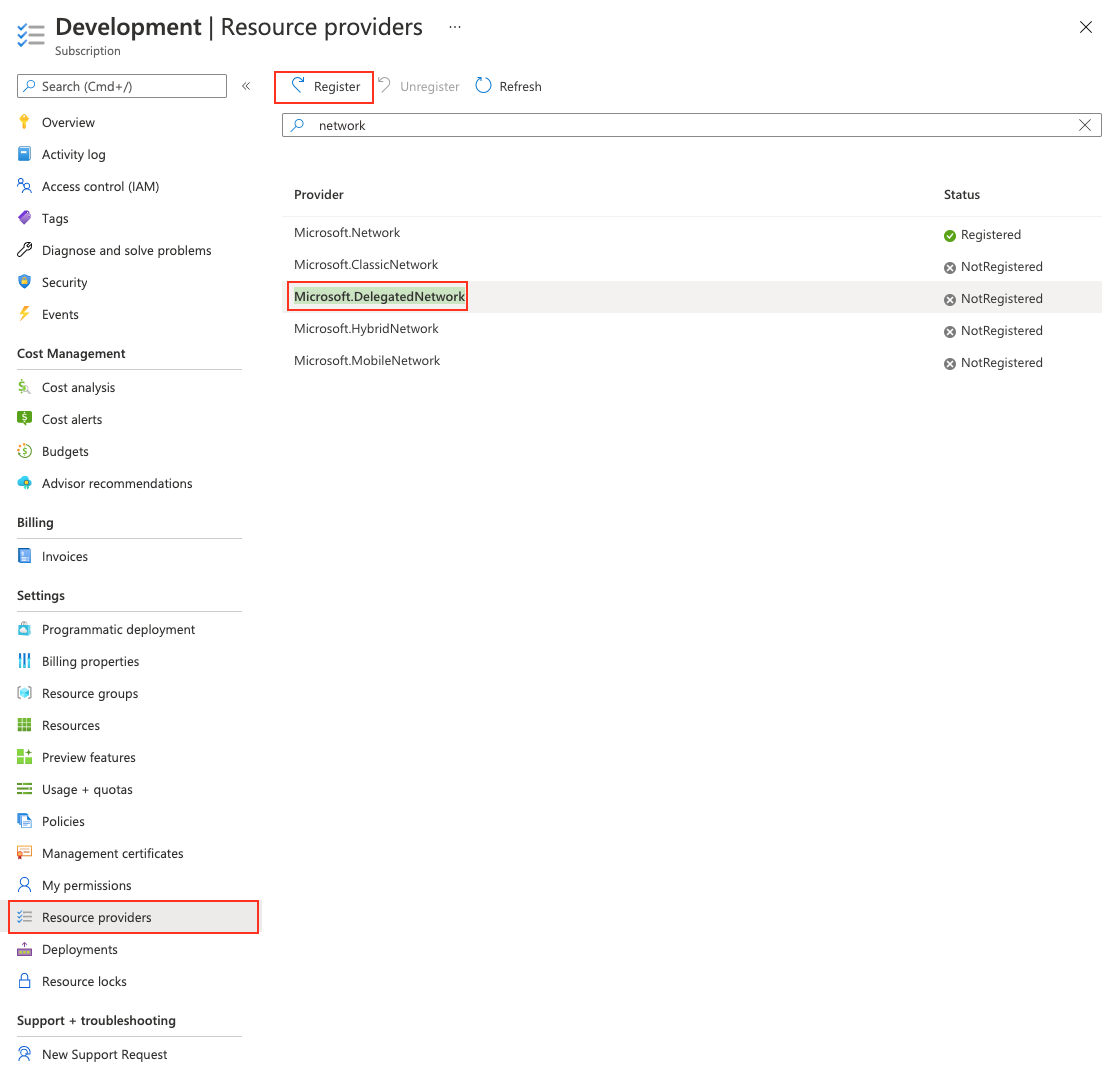 Development | Resource providers ...
Subscription
Search (Cmd+/)
«
Overview
Activity log
Access control (IAM)
Tags
Diagnose and solve problems
Security
Events
Cost Management
Cost analysis
Cost alerts
Budgets
Advisor recommendations
Billing
Invoices
Settings
Programmatic deployment
Billing properties
Resource groups
Resources
Preview features
Usage + quotas
Policies
Management certificates
My permissions
Resource providers
Deployments
Resource locks
Support + troubleshooting
New Support Request
Register Unregister Refresh
network
Provider Status
Microsoft.Network Registered
Microsoft.ClassicNetwork NotRegistered
Microsoft.DelegatedNetwork NotRegistered
Microsoft.HybridNetwork NotRegistered
Microsoft.MobileNetwork NotRegistered